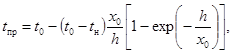 t_пр = t_0 − (t_0 − t_н) x_0/h [1 − exp(− h/x_0)],